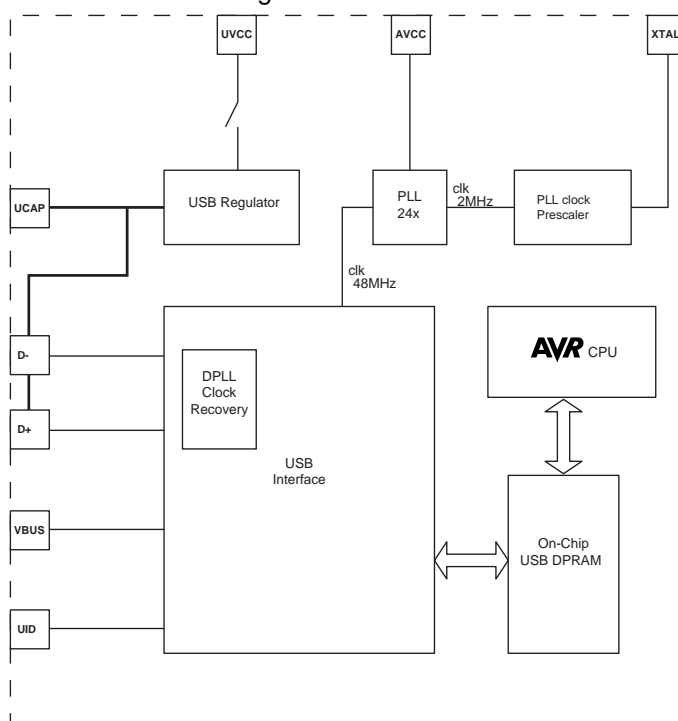 UVCC
AVCC
XTAL
UCAP
USB Regulator
PLL
24x
clk
2MHz
PLL clock
Prescaler
clk
48MHz
D-
DPLL
Clock
Recovery
AVR CPU
D+
USB
Interface
VBUS
On-Chip
USB DPRAM
UID